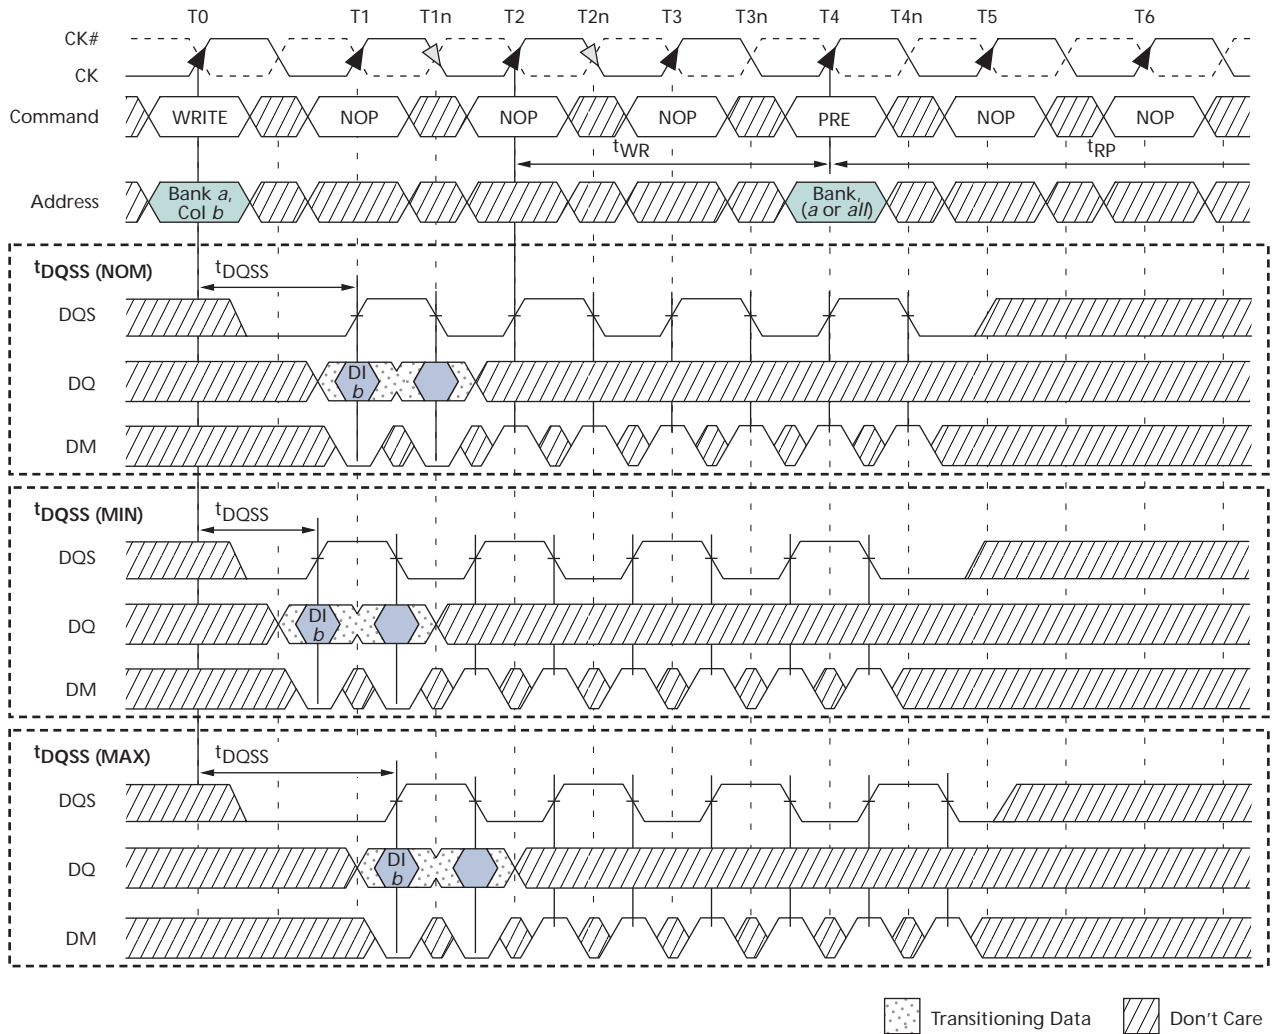 T0 T1 T1n T2 T2n T3 T3n T4 T4n T5 T6
CK#
CK
Command WRITE NOP NOP NOP PRE NOP NOP
tWR tRP
Address Bank a, Col b Bank, (a or all)
tDQSS (NOM) tDQSS
DQS
DQ DI b
DM
tDQSS (MIN) tDQSS
DQS
DQ DI b
DM
tDQSS (MAX) tDQSS
DQS
DQ DI b
DM
Transitioning Data Don't Care